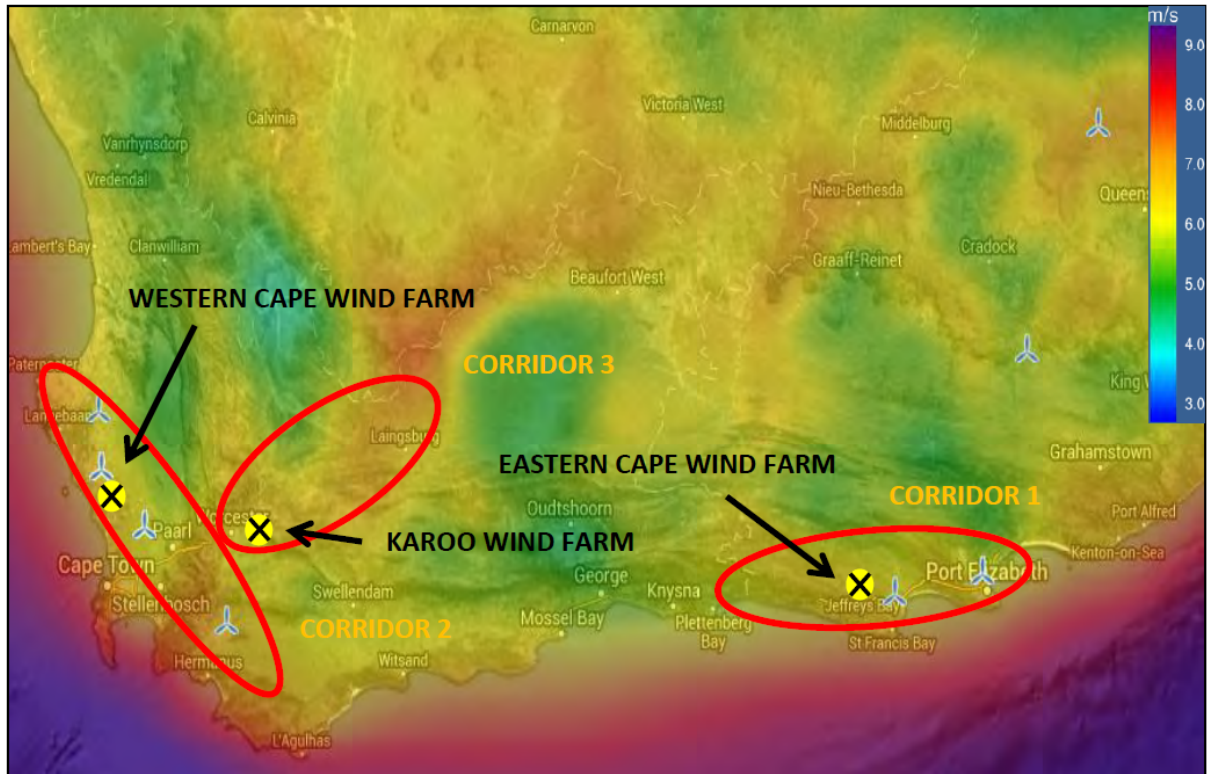 m/s
9.0
8.0
7.0
6.0
5.0
4.0
3.0
Carnarvon
Victoria West
Calvinia
Middelburg
Vanrhynsdorp
Vredendal
Nieu-Bethesda
Queens
Lambert's Bay
Clanwilliam
Cradock
Graaff-Reinet
Beaufort West
WESTERN CAPE WIND FARM
Paternoster
CORRIDOR 3
King W
Langebaan
Laingsburg
Grahamstown
EASTERN CAPE WIND FARM
CORRIDOR 1
Oudtshoorn
Port Alfred
Worcester
Paarl
KAROO WIND FARM
Kenton-on-Sea
Cape Town
George
Port Elizabeth
Stellenbosch
Swellendam
Knysna
Jeffreys Bay
Mossel Bay
Plettenberg
Bay
CORRIDOR 2
St Francis Bay
Hermanus
Witsand
L'Agulhas